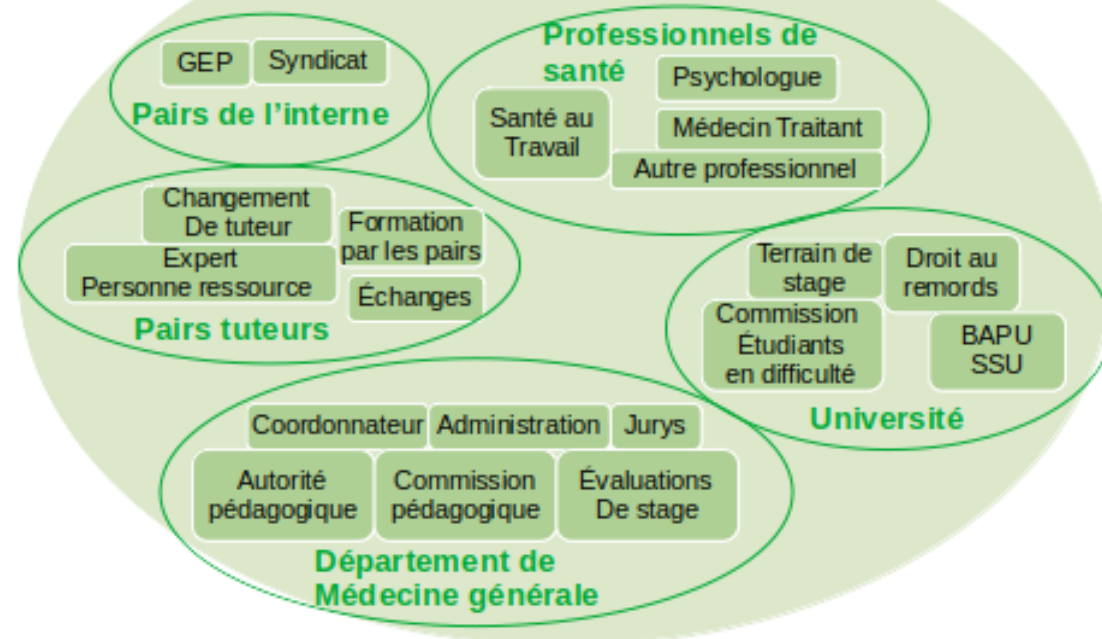 GEP
Syndicat
Pairs de l’interne
Professionnels de
santé
Psychologue
Santé au
Travail
Médecin Traitant
Autre professionnel
Changement
De tuteur
Formation
par les pairs
Expert
Personne ressource
Échanges
Pairs tuteurs
Terrain de
stage
Droit au
remords
Commission
Étudiants
en difficulté
BAPU
SSU
Université
Coordonnateur
Administration
Jurys
Autorité
pédagogique
Commission
pédagogique
Évaluations
De stage
Département de
Médecine générale